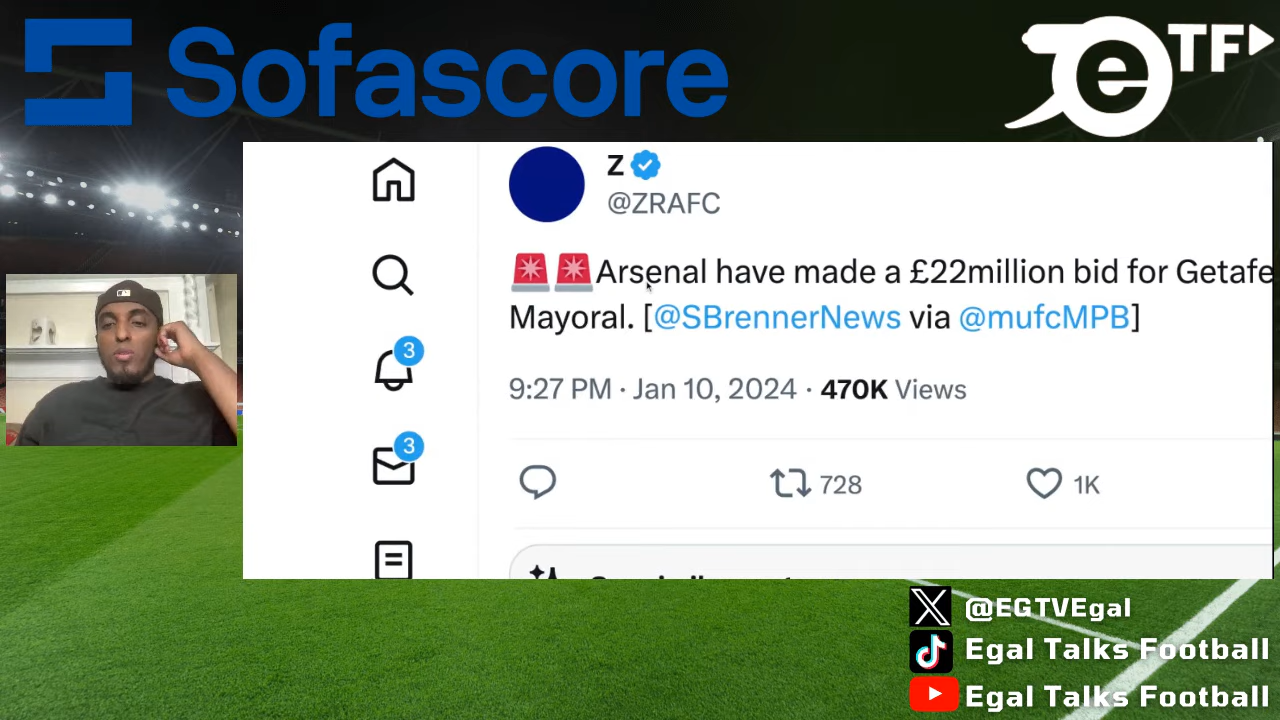 Sofascore
e TF
Z
@ZRAFC
🚨🚨Arsenal have made a £22million bid for Getafe
Mayoral. [@SBrennerNews via @mufcMPB]
9:27 PM · Jan 10, 2024 · 470K Views
3
3
728
1K
@EGTVEgal
Egal Talks Football
Egal Talks Football